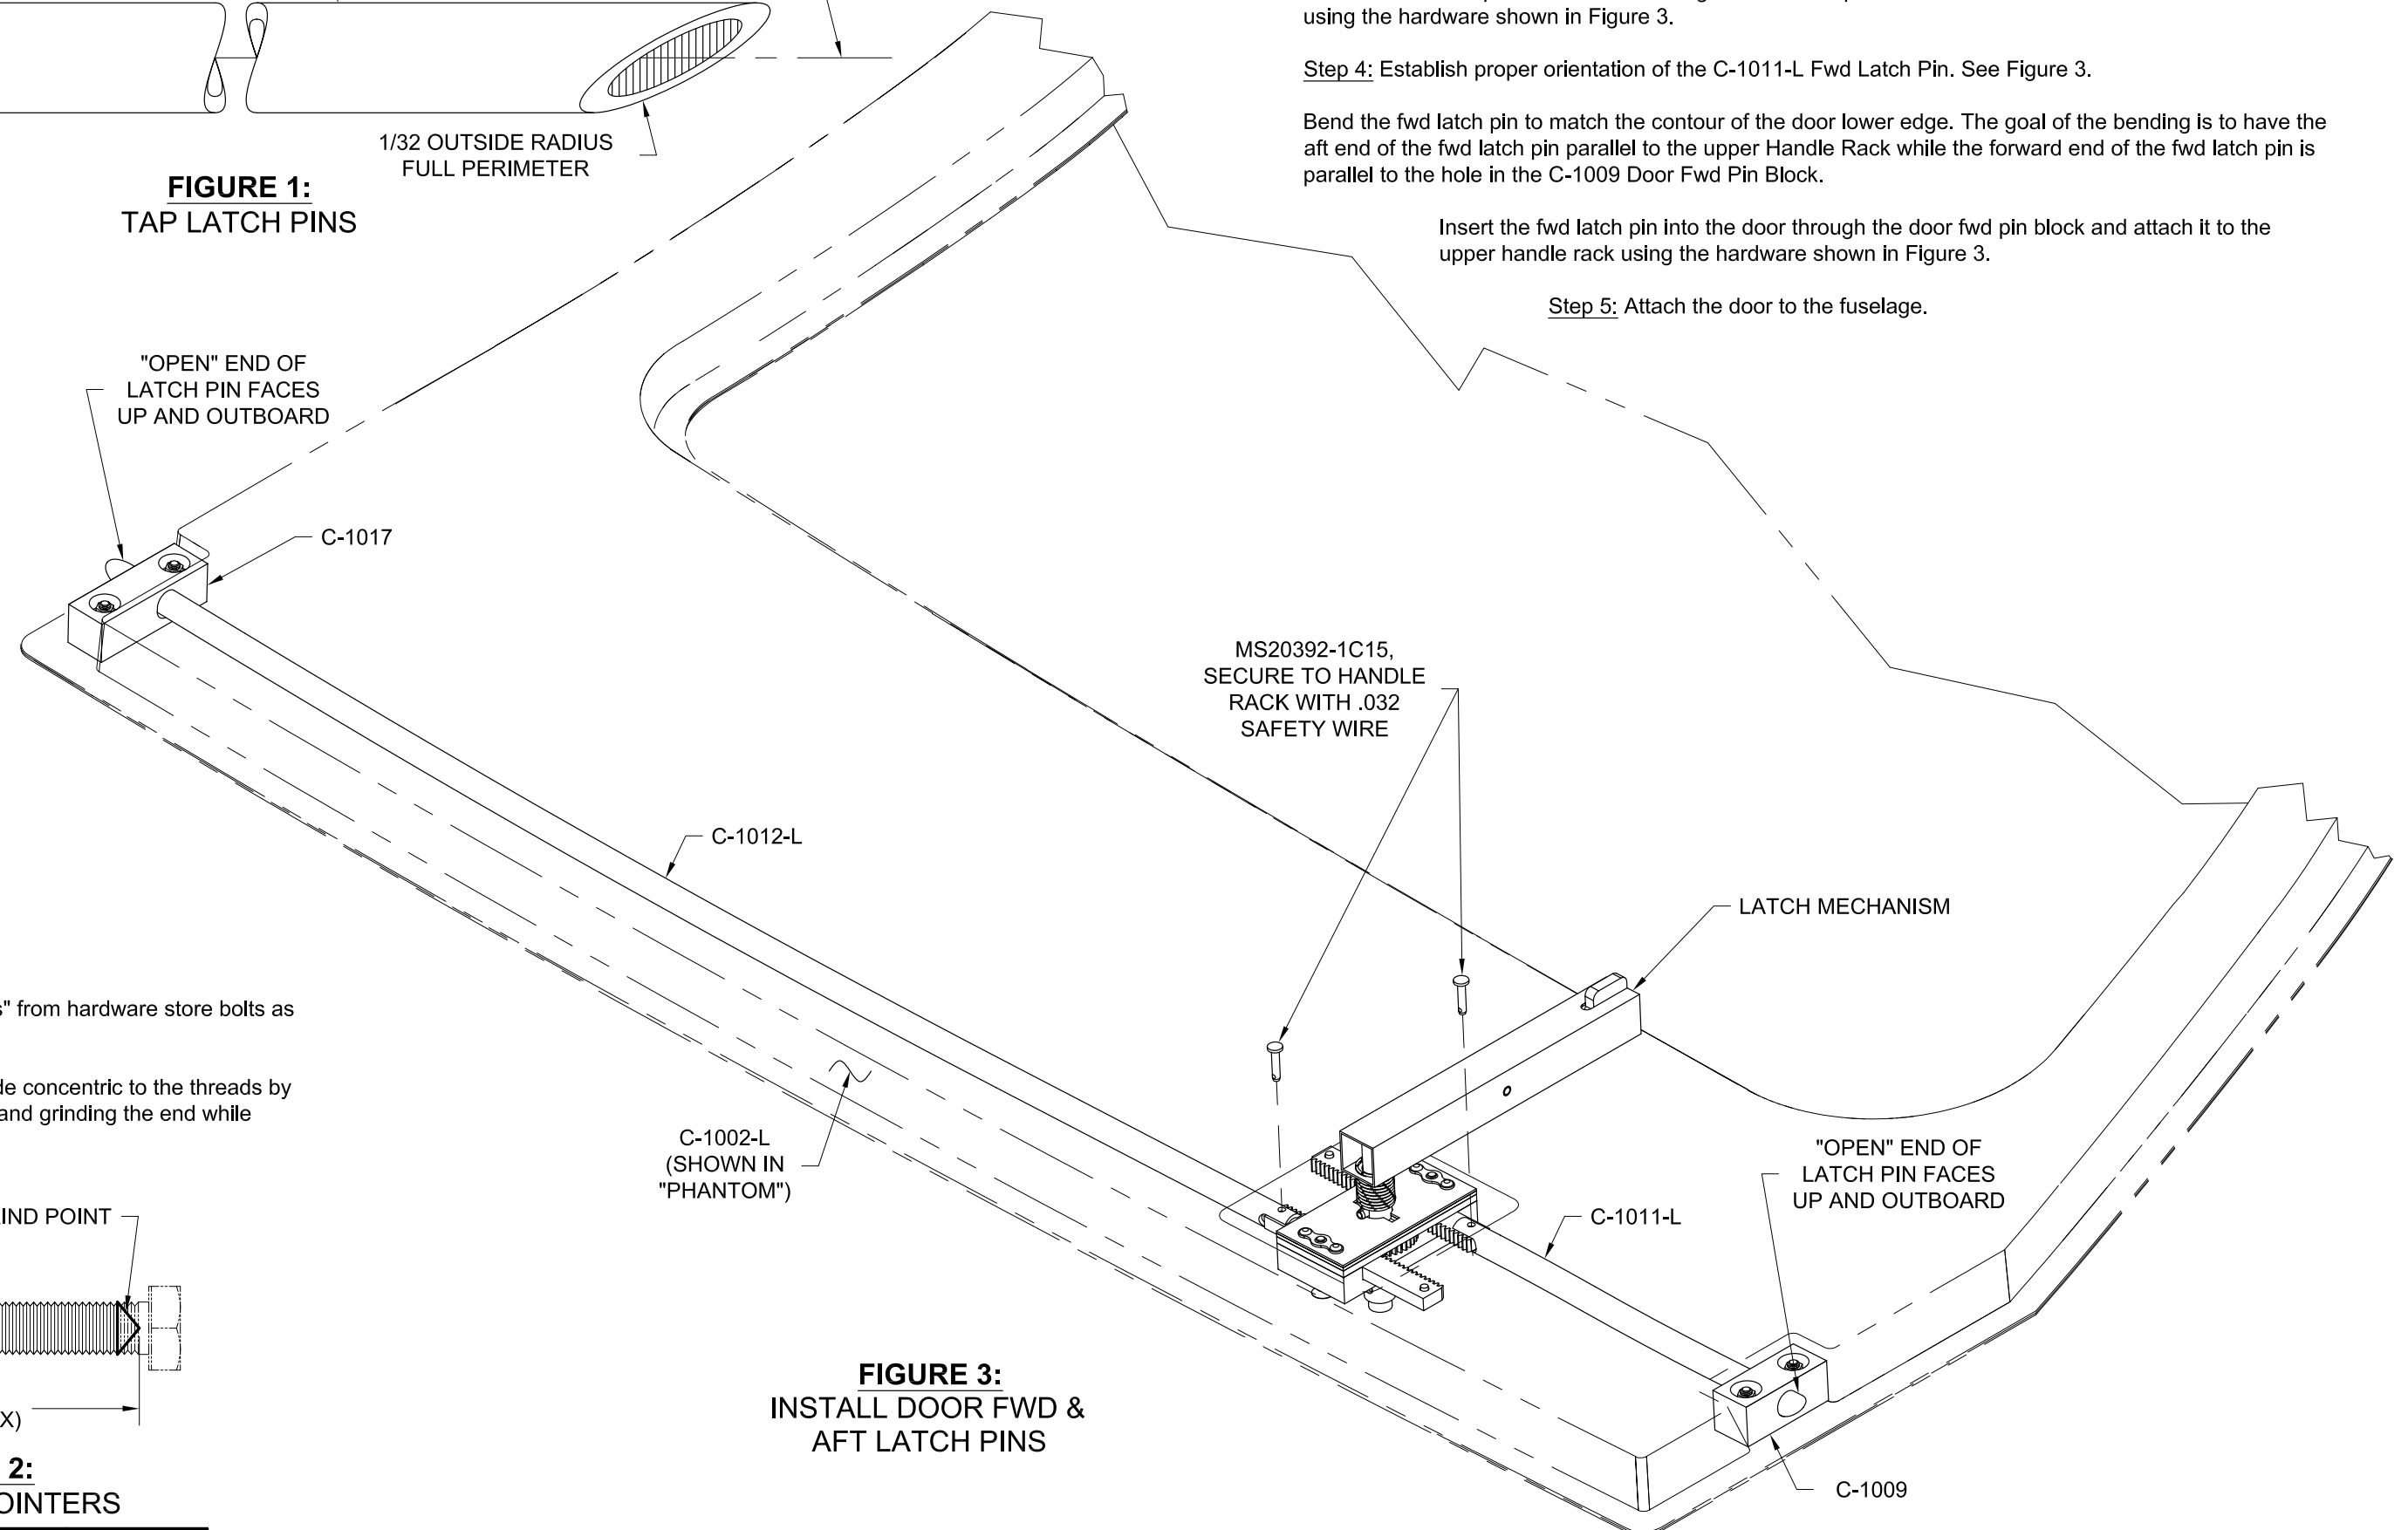 using the hardware shown in Figure 3.
Step 4: Establish proper orientation of the C-1011-L Fwd Latch Pin. See Figure 3.
Bend the fwd latch pin to match the contour of the door lower edge. The goal of the bending is to have the
aft end of the fwd latch pin parallel to the upper Handle Rack while the forward end of the fwd latch pin is
parallel to the hole in the C-1009 Door Fwd Pin Block.
Insert the fwd latch pin into the door through the door fwd pin block and attach it to the
upper handle rack using the hardware shown in Figure 3.
Step 5: Attach the door to the fuselage.
1/32 OUTSIDE RADIUS
FULL PERIMETER
FIGURE 1:
TAP LATCH PINS
"OPEN" END OF
LATCH PIN FACES
UP AND OUTBOARD
C-1017
C-1012-L
MS20392-1C15,
SECURE TO HANDLE
RACK WITH .032
SAFETY WIRE
LATCH MECHANISM
C-1002-L
(SHOWN IN
"PHANTOM")
C-1011-L
"OPEN" END OF
LATCH PIN FACES
UP AND OUTBOARD
C-1009
FIGURE 3:
INSTALL DOOR FWD &
AFT LATCH PINS
s" from hardware store bolts as
de concentric to the threads by
and grinding the end while
IND POINT
X)
2:
OINTERS